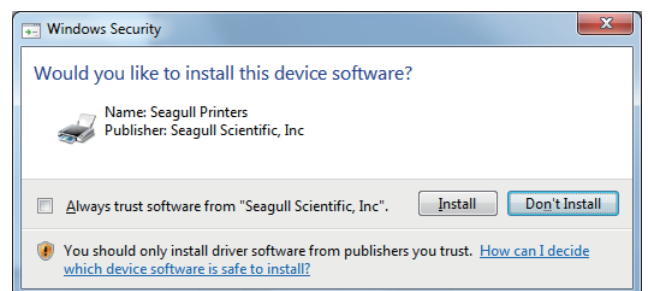 Windows Security
Would you like to install this device software?
Name: Seagull Printers
Publisher: Seagull Scientific, Inc
Always trust software from "Seagull Scientific, Inc".
Install
Don't Install
You should only install driver software from publishers you trust. How can I decide
which device software is safe to install?